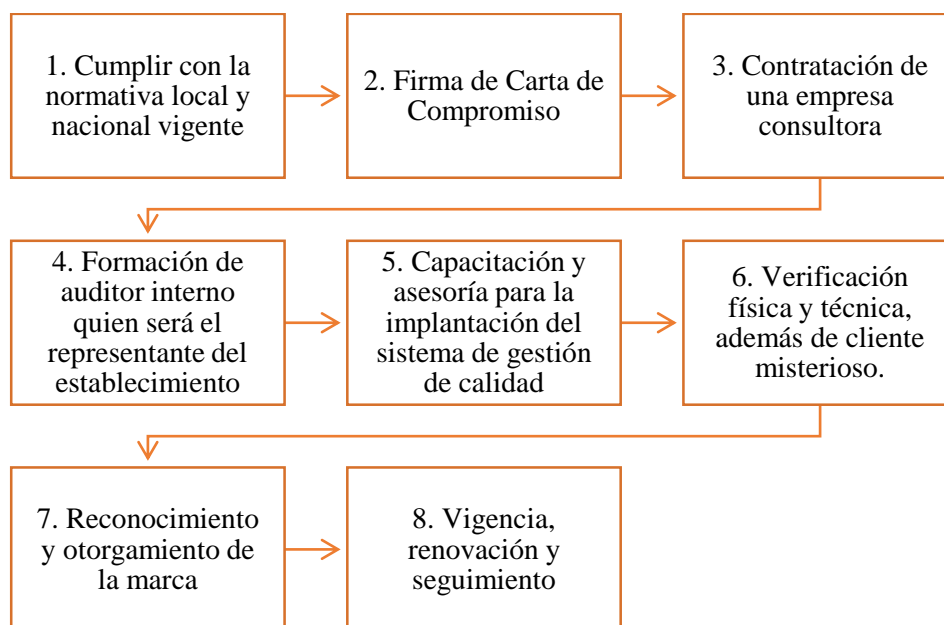 1. Cumplir con la
normativa local y
nacional vigente
2. Firma de Carta de
Compromiso
3. Contratación de
una empresa
consultora
4. Formación de
auditor interno
quien será el
representante del
establecimiento
5. Capacitación y
asesoría para la
implantación del
sistema de gestión
de calidad
6. Verificación
física y técnica,
además de cliente
misterioso.
7. Reconocimiento
y otorgamiento de
la marca
8. Vigencia,
renovación y
seguimiento